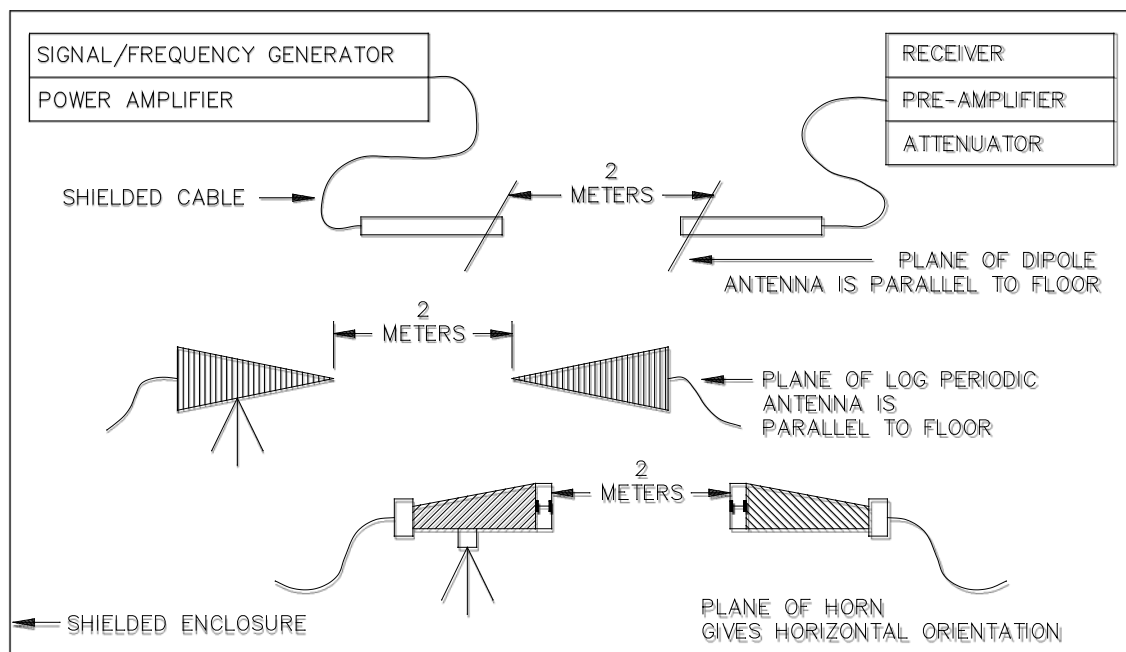 SIGNAL/FREQUENCY GENERATOR
POWER AMPLIFIER
RECEIVER
PRE-AMPLIFIER
ATTENUATOR
SHIELDED CABLE
2
METERS
PLANE OF DIPOLE
ANTENNA IS PARALLEL TO FLOOR
2
METERS
PLANE OF LOG PERIODIC
ANTENNA IS
PARALLEL TO FLOOR
2
METERS
SHIELDED ENCLOSURE
PLANE OF HORN
GIVES HORIZONTAL ORIENTATION